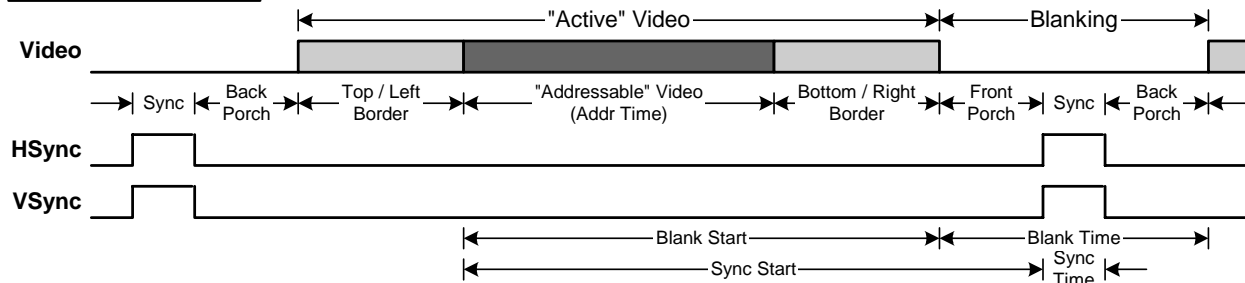 "Active" Video
Blanking
Video
Sync
Back
Porch
Top / Left
Border
"Addressable" Video
(Addr Time)
Bottom / Right
Border
Front
Porch
Sync
Back
Porch
HSync
VSync
Blank Start
Blank Time
Sync Start
Sync
Time